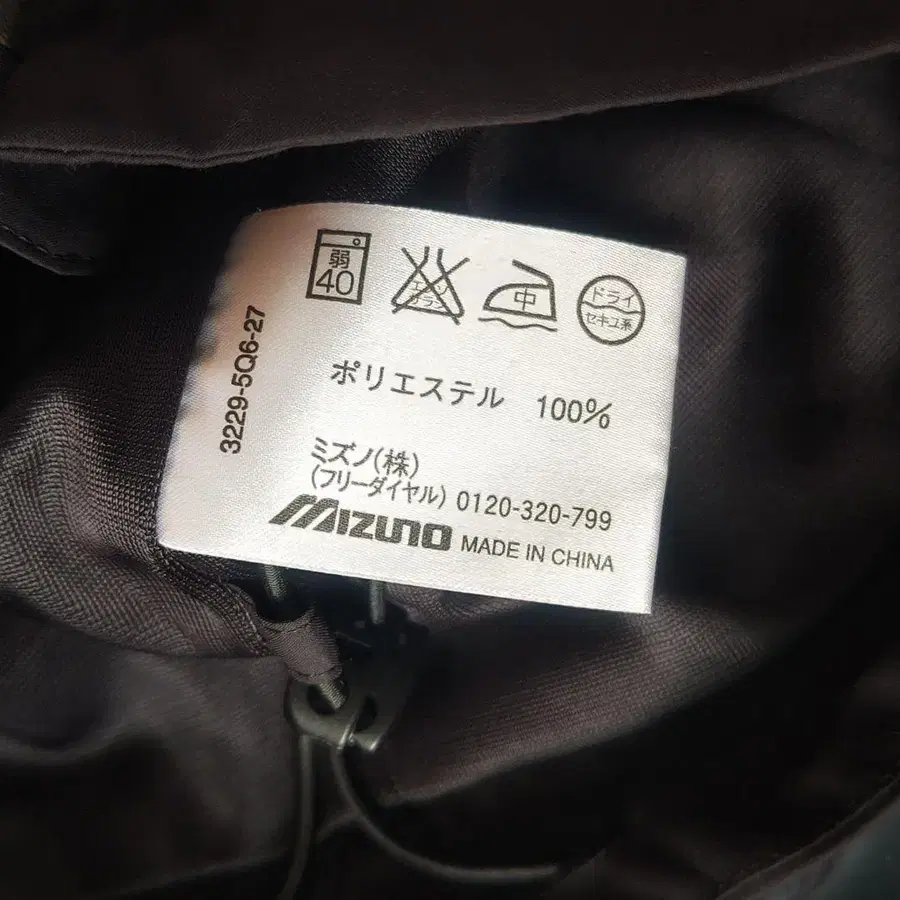 弱
40
エンソ
サラシ
中
ドライ
セキユ系
3229-5Q6-27
ポリエステル 100%
ミズノ(株)
(フリーダイヤル) 0120-320-799
MIZUNO MADE IN CHINA